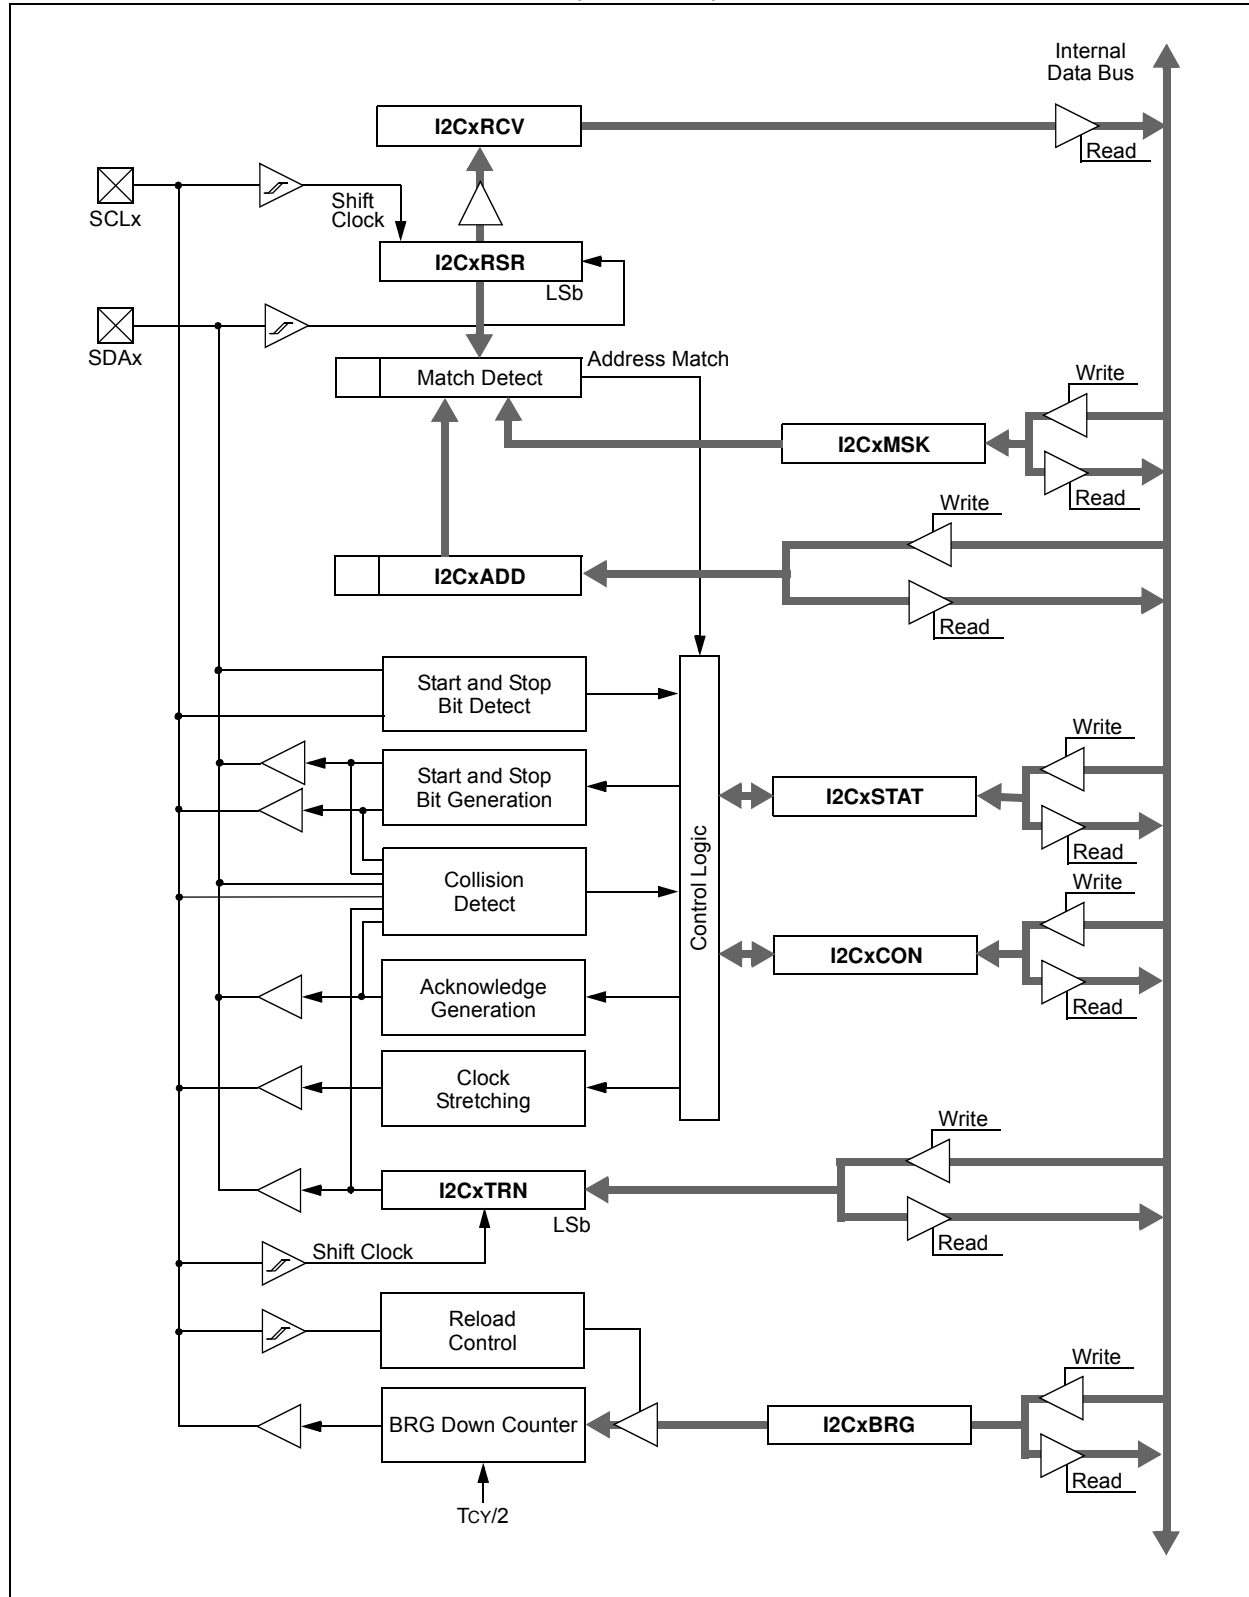 Internal
Data Bus
I2CxRCV
Read
SCLx
Shift
Clock
I2CxRSR
LSb
SDAx
Address Match
Match Detect
Write
I2CxMSK
Read
Write
I2CxADD
Read
Start and Stop
Bit Detect
Write
Start and Stop
Bit Generation
I2CxSTAT
Read
Control Logic
Collision
Detect
Write
I2CxCON
Read
Acknowledge
Generation
Clock
Stretching
Write
I2CxTRN
LSb
Read
Shift Clock
Reload
Control
Write
BRG Down Counter
I2CxBRG
Read
TCY/2